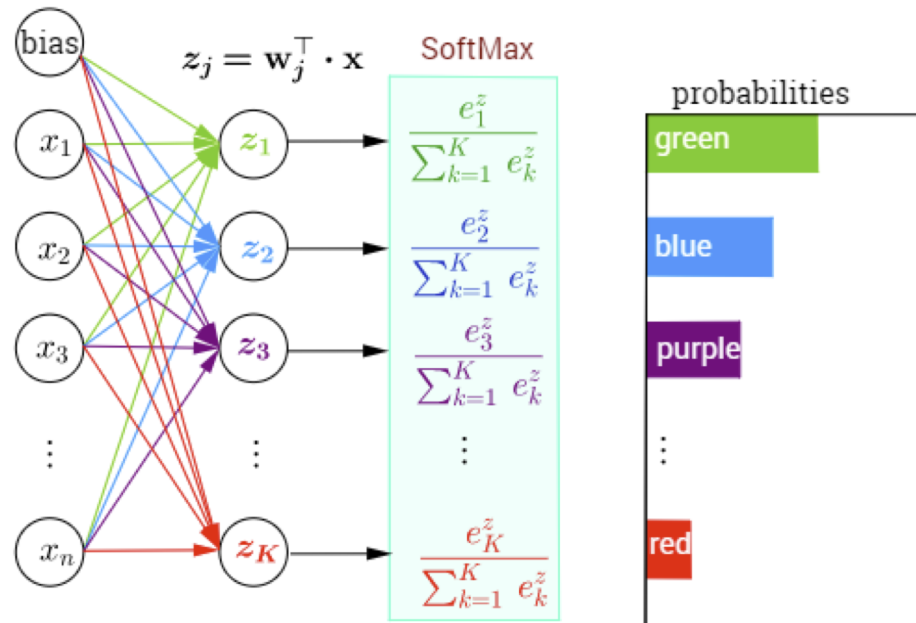 bias
z_j = w_j^⊤ · x
SoftMax
probabilities
x_1
z_1
e_1^z / ∑_{k=1}^K e_k^z
green
x_2
z_2
e_2^z / ∑_{k=1}^K e_k^z
blue
x_3
z_3
e_3^z / ∑_{k=1}^K e_k^z
purple
⋮ ⋮ ⋮ ⋮
x_n
z_K
e_K^z / ∑_{k=1}^K e_k^z
red